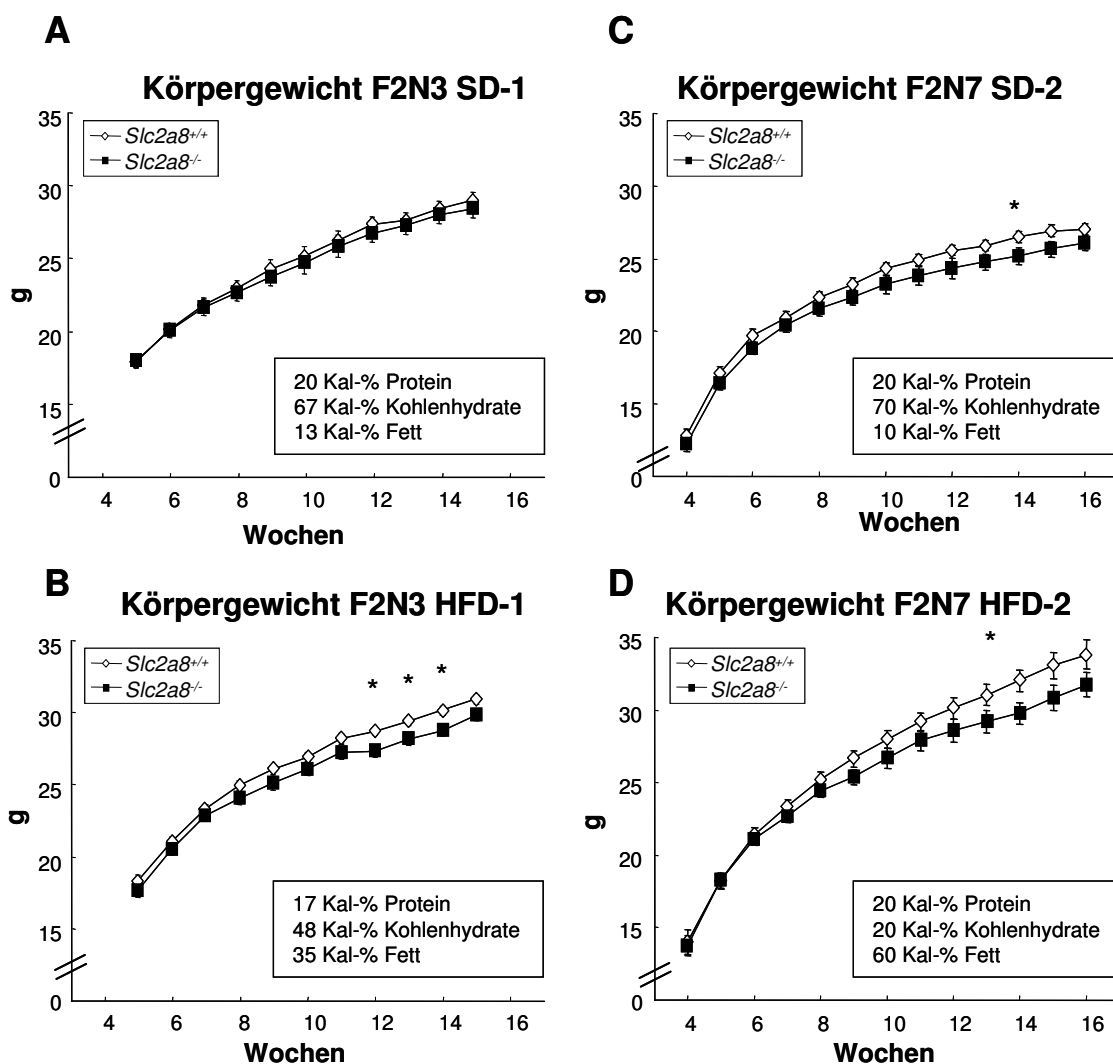 A
Körpergewicht F2N3 SD-1
35
30
25
20
15
0
g
Slc2a8+/+
Slc2a8-/-
20 Kal-% Protein
67 Kal-% Kohlenhydrate
13 Kal-% Fett
4 6 8 10 12 14 16
Wochen
C
Körpergewicht F2N7 SD-2
35
30
25
20
15
0
g
Slc2a8+/+
Slc2a8-/-
*
20 Kal-% Protein
70 Kal-% Kohlenhydrate
10 Kal-% Fett
4 6 8 10 12 14 16
Wochen
B
Körpergewicht F2N3 HFD-1
35
30
25
20
15
0
g
Slc2a8+/+
Slc2a8-/-
* * *
17 Kal-% Protein
48 Kal-% Kohlenhydrate
35 Kal-% Fett
4 6 8 10 12 14 16
Wochen
D
Körpergewicht F2N7 HFD-2
35
30
25
20
15
0
g
Slc2a8+/+
Slc2a8-/-
*
20 Kal-% Protein
20 Kal-% Kohlenhydrate
60 Kal-% Fett
4 6 8 10 12 14 16
Wochen